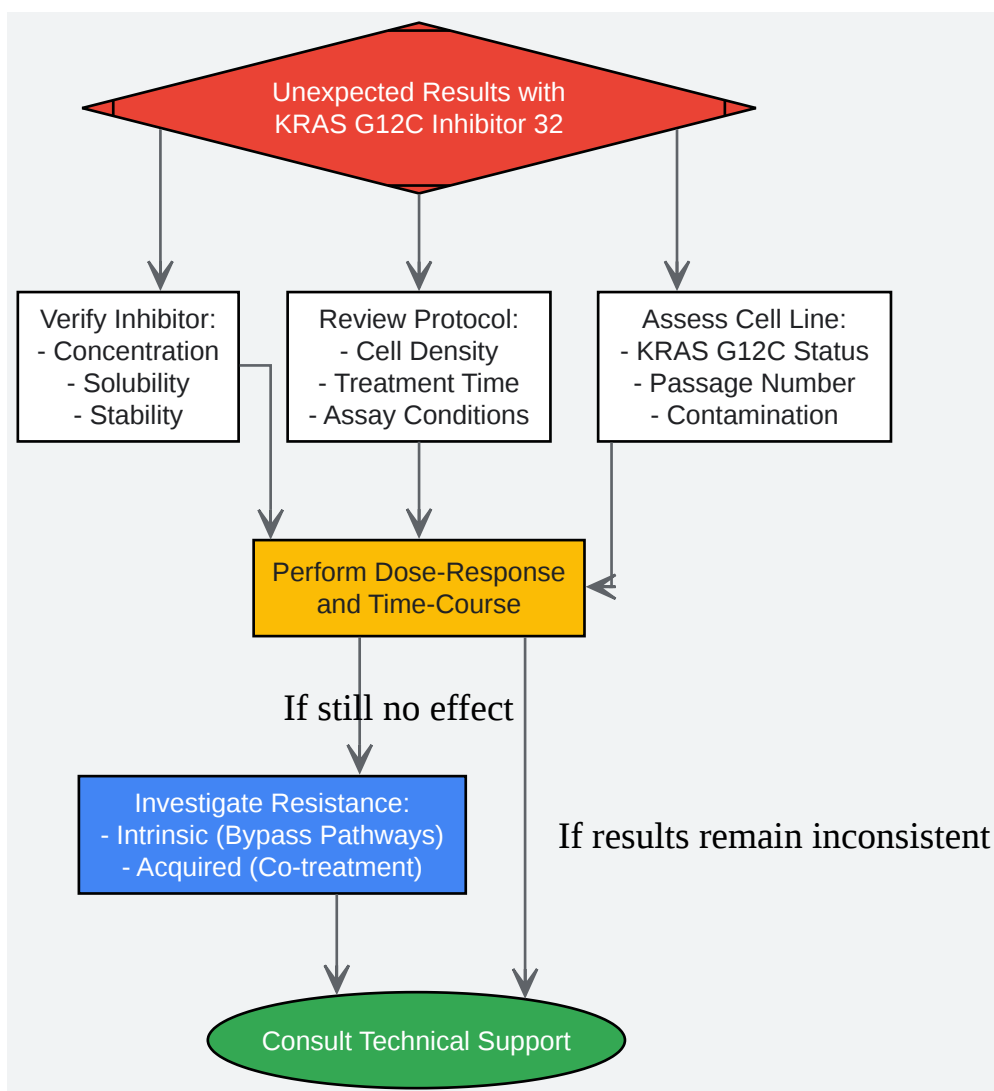 Unexpected Results with
KRAS G12C Inhibitor 32
Verify Inhibitor:
- Concentration
- Solubility
- Stability
Review Protocol:
- Cell Density
- Treatment Time
- Assay Conditions
Assess Cell Line:
- KRAS G12C Status
- Passage Number
- Contamination
Perform Dose-Response
and Time-Course
If still no effect
Investigate Resistance:
- Intrinsic (Bypass Pathways)
- Acquired (Co-treatment)
If results remain inconsistent
Consult Technical Support